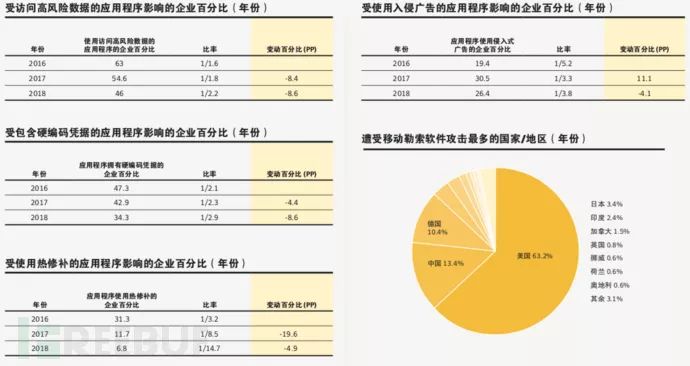 受访问高风险数据的应用程序影响的企业百分比（年份）
年份 使用访问高风险数据的应用程序的企业百分比 比率 变动百分比(PP)
2016 63 1/1.6
2017 54.6 1/1.8 -8.4
2018 46 1/2.2 -8.6
受包含硬编码凭据的应用程序影响的企业百分比（年份）
年份 应用程序拥有硬编码凭据的企业百分比 比率 变动百分比(PP)
2016 47.3 1/2.1
2017 42.9 1/2.3 -4.4
2018 34.3 1/2.9 -8.6
受使用热修补的应用程序影响的企业百分比（年份）
年份 应用程序使用热修补的企业百分比 比率 变动百分比(PP)
2016 31.3 1/3.2
2017 11.7 1/8.5 -19.6
2018 6.8 1/14.7 -4.9
受使用入侵广告的应用程序影响的企业百分比（年份）
年份 应用程序使用侵入式广告的企业百分比 比率 变动百分比(PP)
2016 19.4 1/5.2
2017 30.5 1/3.3 11.1
2018 26.4 1/3.8 -4.1
遭受移动勒索软件攻击最多的国家/地区（年份）
德国
10.4%
中国 13.4%
美国 63.2%
日本 3.4%
印度 2.4%
加拿大 1.5%
英国 0.8%
挪威 0.6%
荷兰 0.6%
奥地利 0.6%
其余 3.1%
FREEBUF